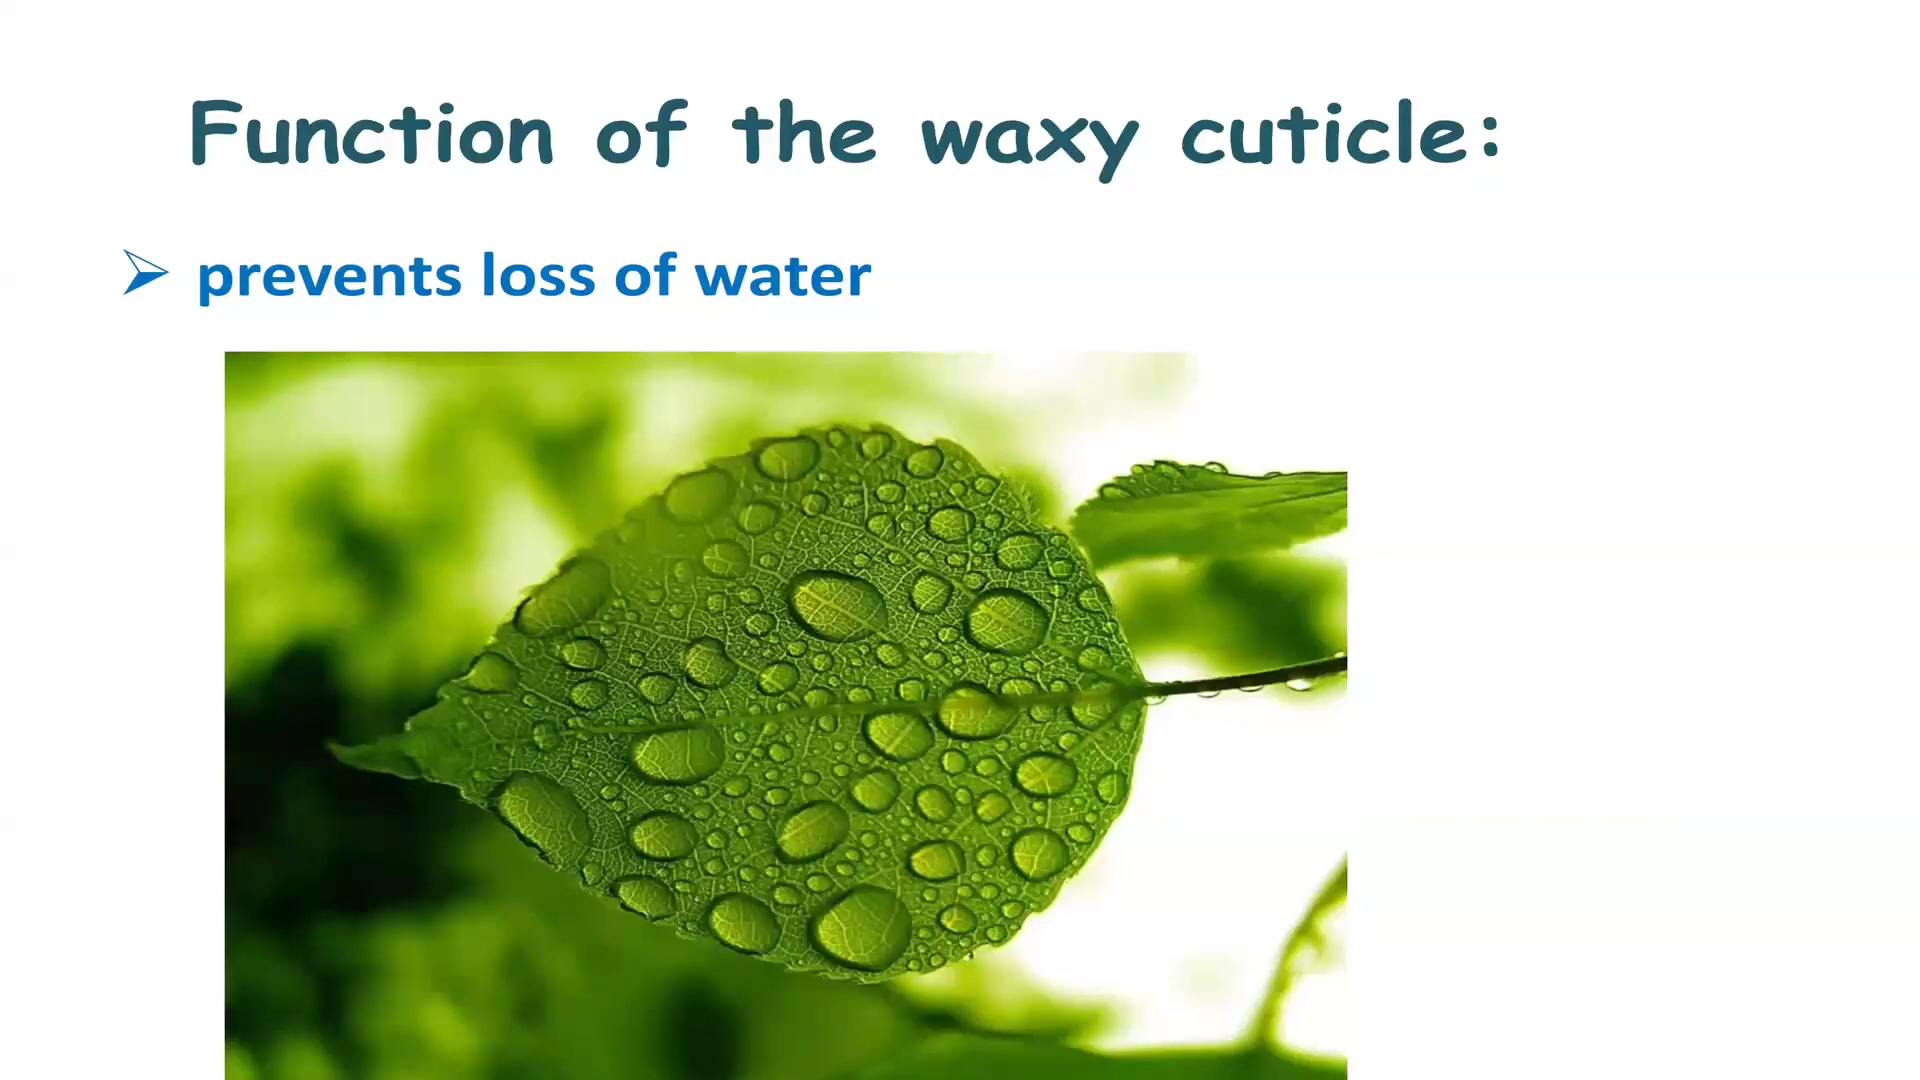 Function of the waxy cuticle:
prevents loss of water